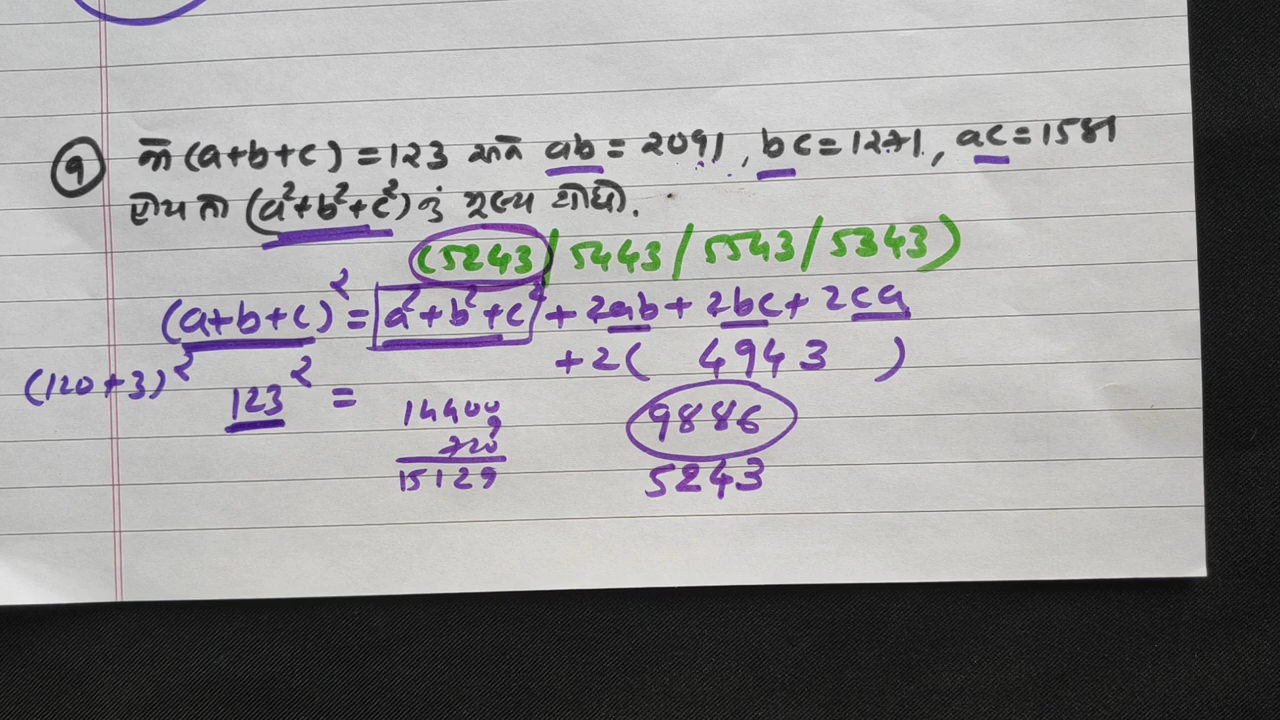 ૧ જો (a+b+c) = 123 અને ab = 2091, bc = 1271, ac = 1581
હોય તો (a²+b²+c²) નું મૂલ્ય શોધો.
(5243/5443/5543/5343)
(a+b+c)² = a²+b²+c² + 2ab + 2bc + 2ca
+2( 4943 )
(120+3)² 123² =
14400
9
720
15129
9886
5243